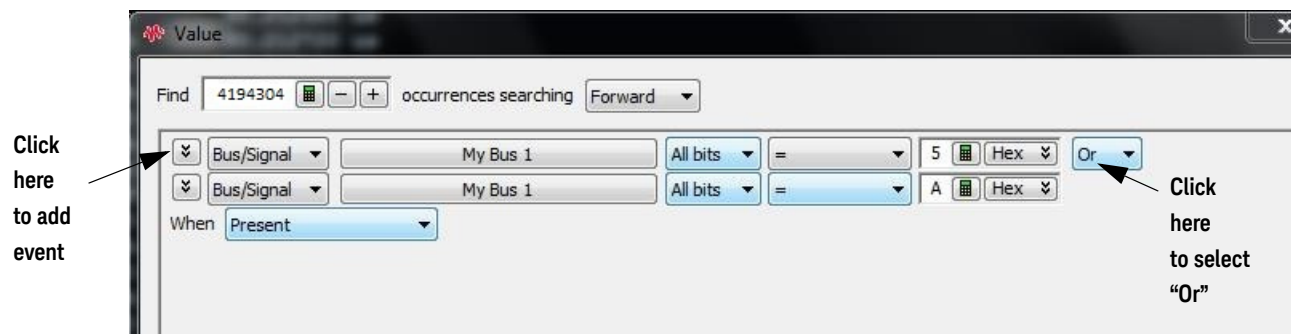 Value
Find 4194304 - + occurrences searching Forward
Click
here
to add
event
Bus/Signal My Bus 1 All bits = 5 Hex Or
Bus/Signal My Bus 1 All bits = A Hex
When Present
Click
here
to select
“Or”